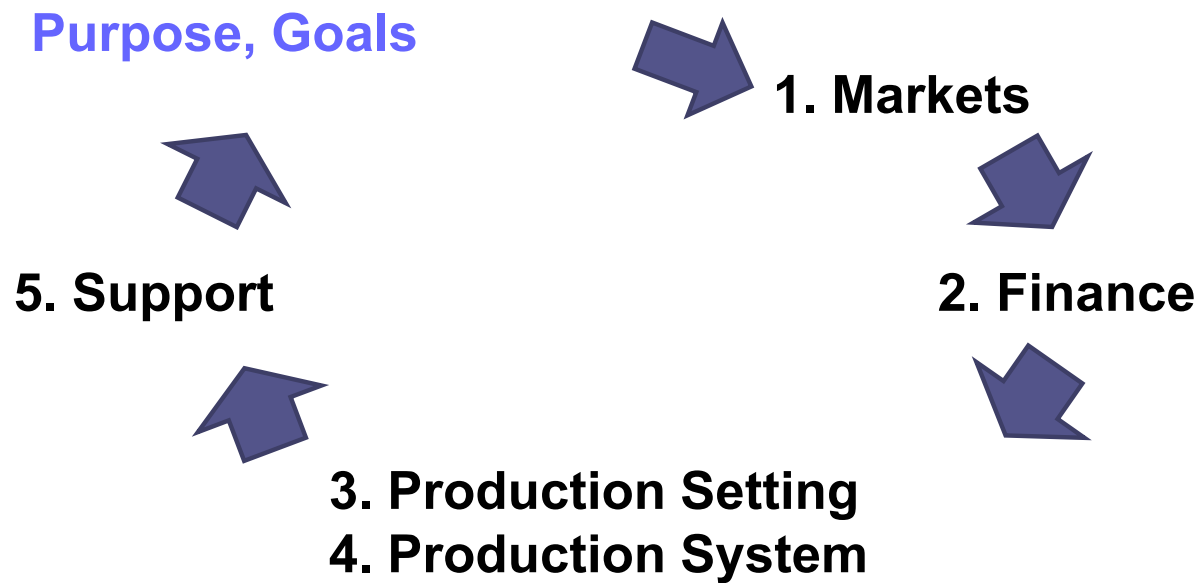 Purpose, Goals
1. Markets
2. Finance
3. Production Setting
4. Production System
5. Support